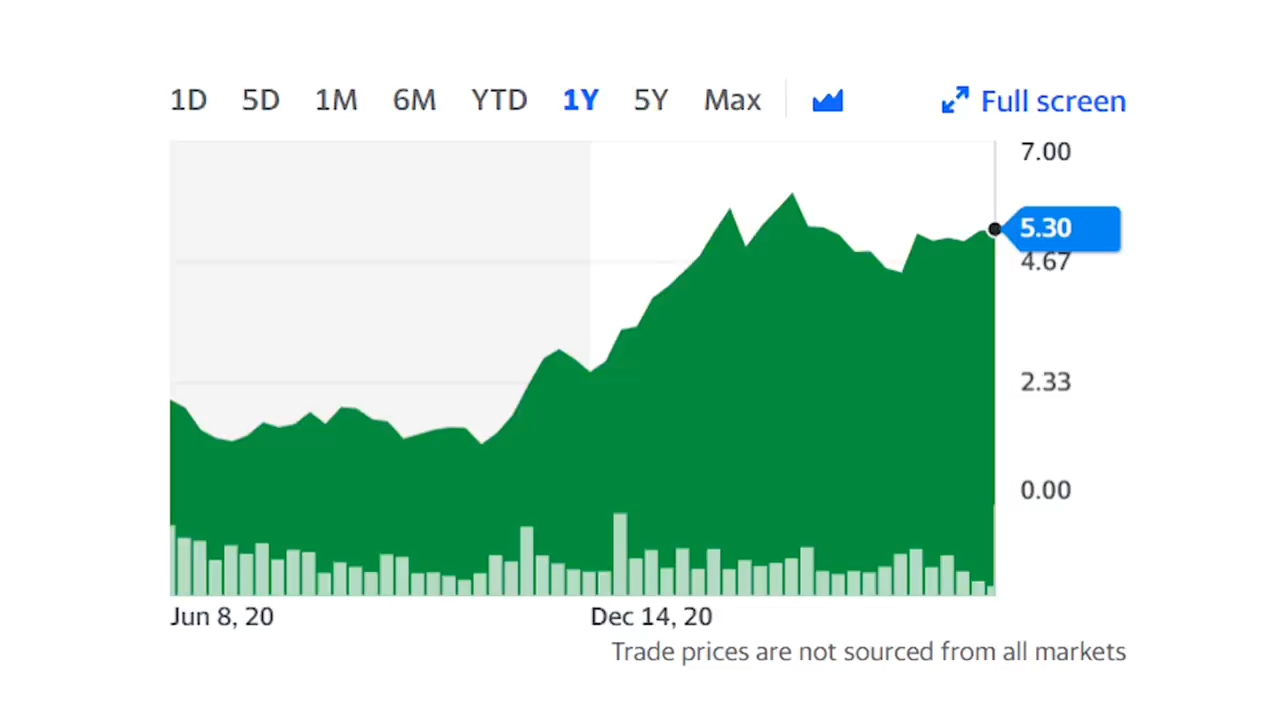 1D 5D 1M 6M YTD 1Y 5Y Max Full screen
7.00
5.30
4.67
2.33
0.00
Jun 8, 20 Dec 14, 20
Trade prices are not sourced from all markets